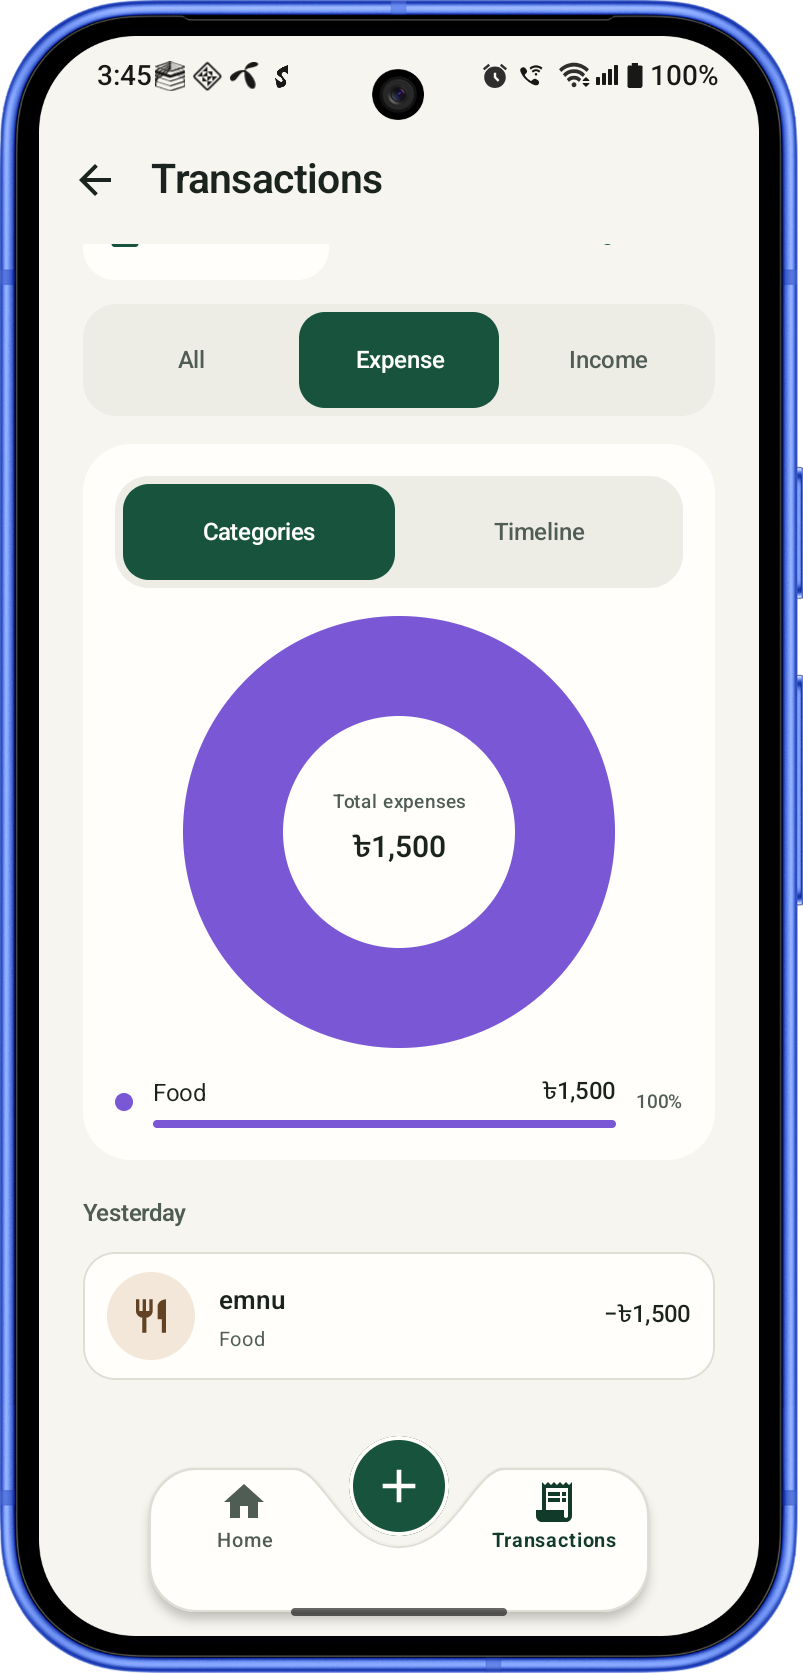 3:45 100%
Transactions
All Expense Income
Categories Timeline
Total expenses
৳1,500
Food ৳1,500 100%
Yesterday
emnu
Food
-৳1,500
Home Transactions